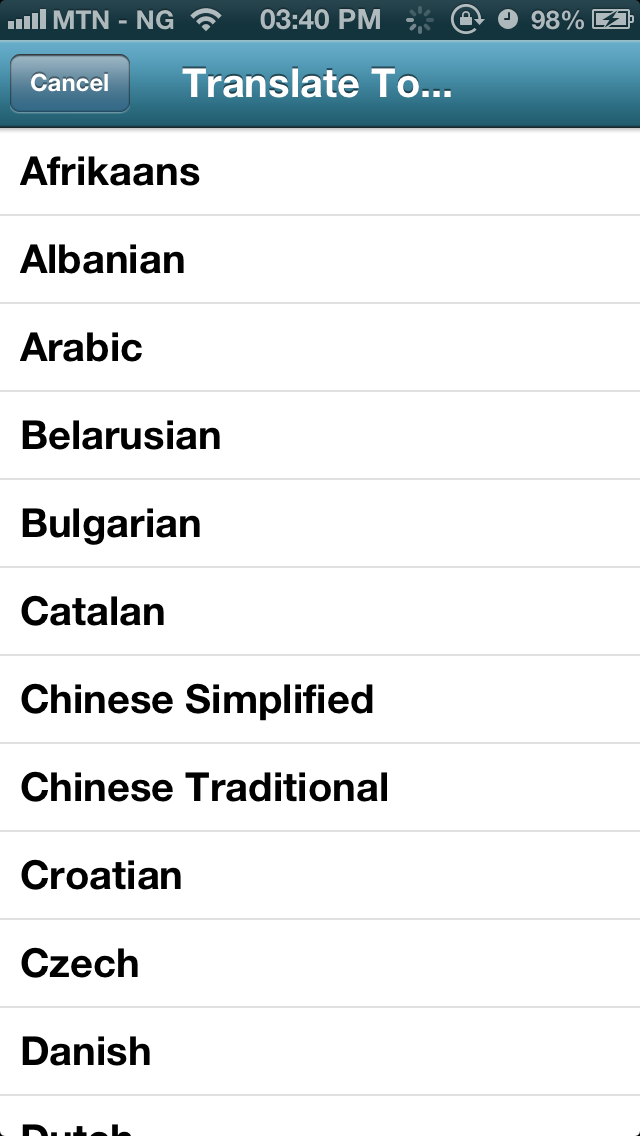 MTN - NG 03:40 PM 98%
Cancel Translate To...
Afrikaans
Albanian
Arabic
Belarusian
Bulgarian
Catalan
Chinese Simplified
Chinese Traditional
Croatian
Czech
Danish
Dutch